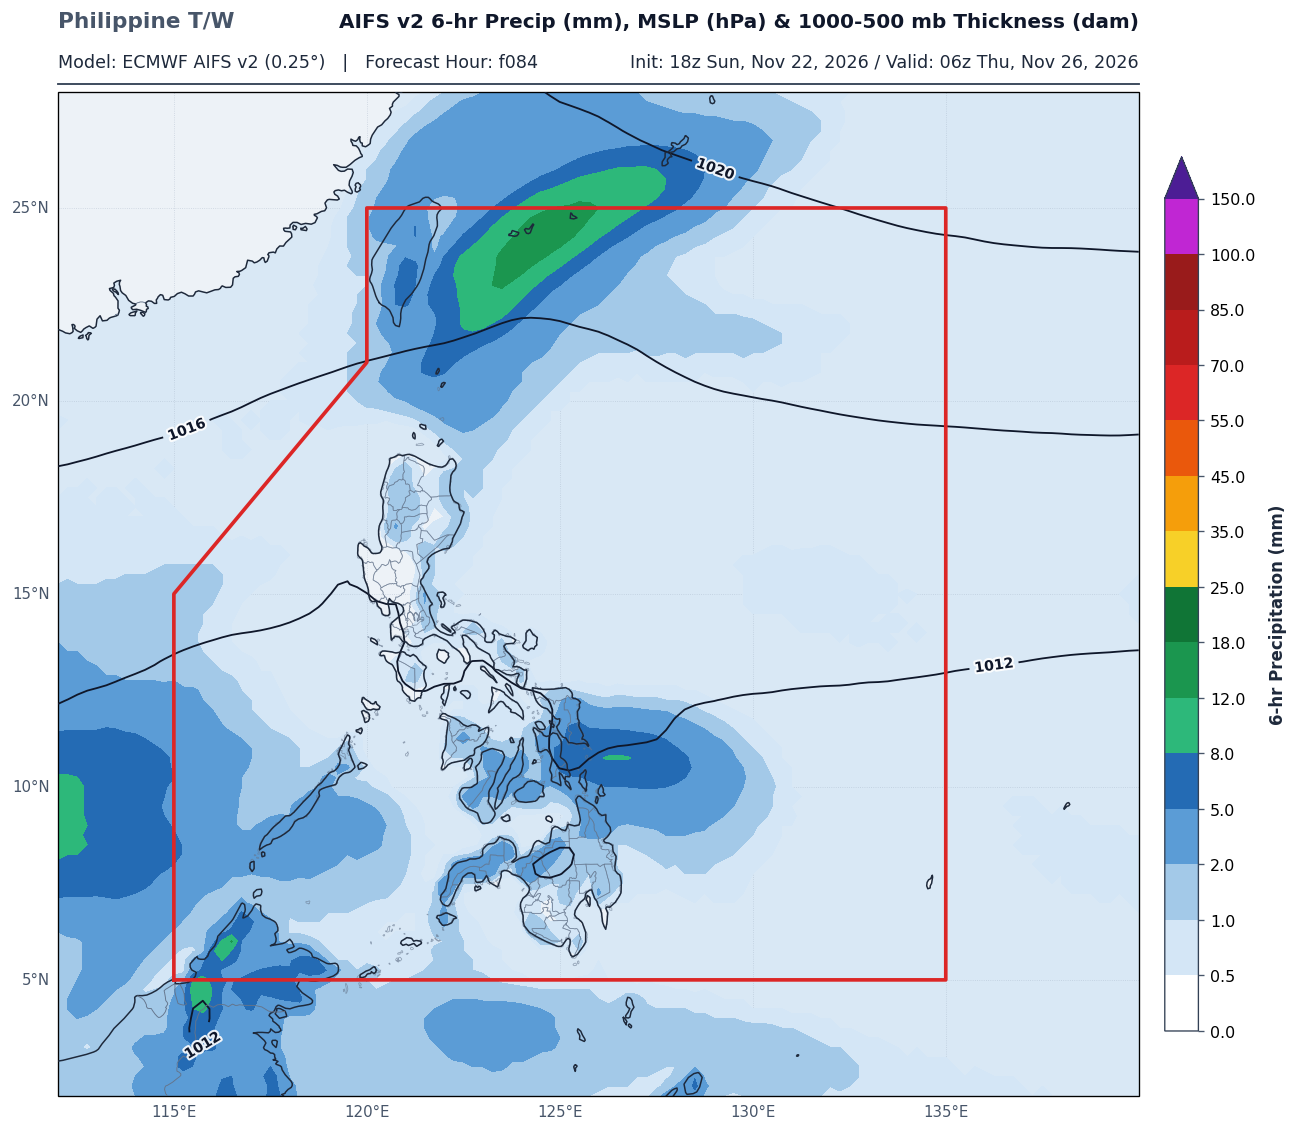 Philippine T/W
AIFS v2 6-hr Precip (mm), MSLP (hPa) & 1000-500 mb Thickness (dam)
Model: ECMWF AIFS v2 (0.25°) | Forecast Hour: f084
Init: 18z Sun, Nov 22, 2026 / Valid: 06z Thu, Nov 26, 2026
1020
1016
1012
1012
25°N
20°N
15°N
10°N
5°N
115°E
120°E
125°E
130°E
135°E
150.0
100.0
85.0
70.0
55.0
45.0
35.0
25.0
18.0
12.0
8.0
5.0
2.0
1.0
0.5
0.0
6-hr Precipitation (mm)